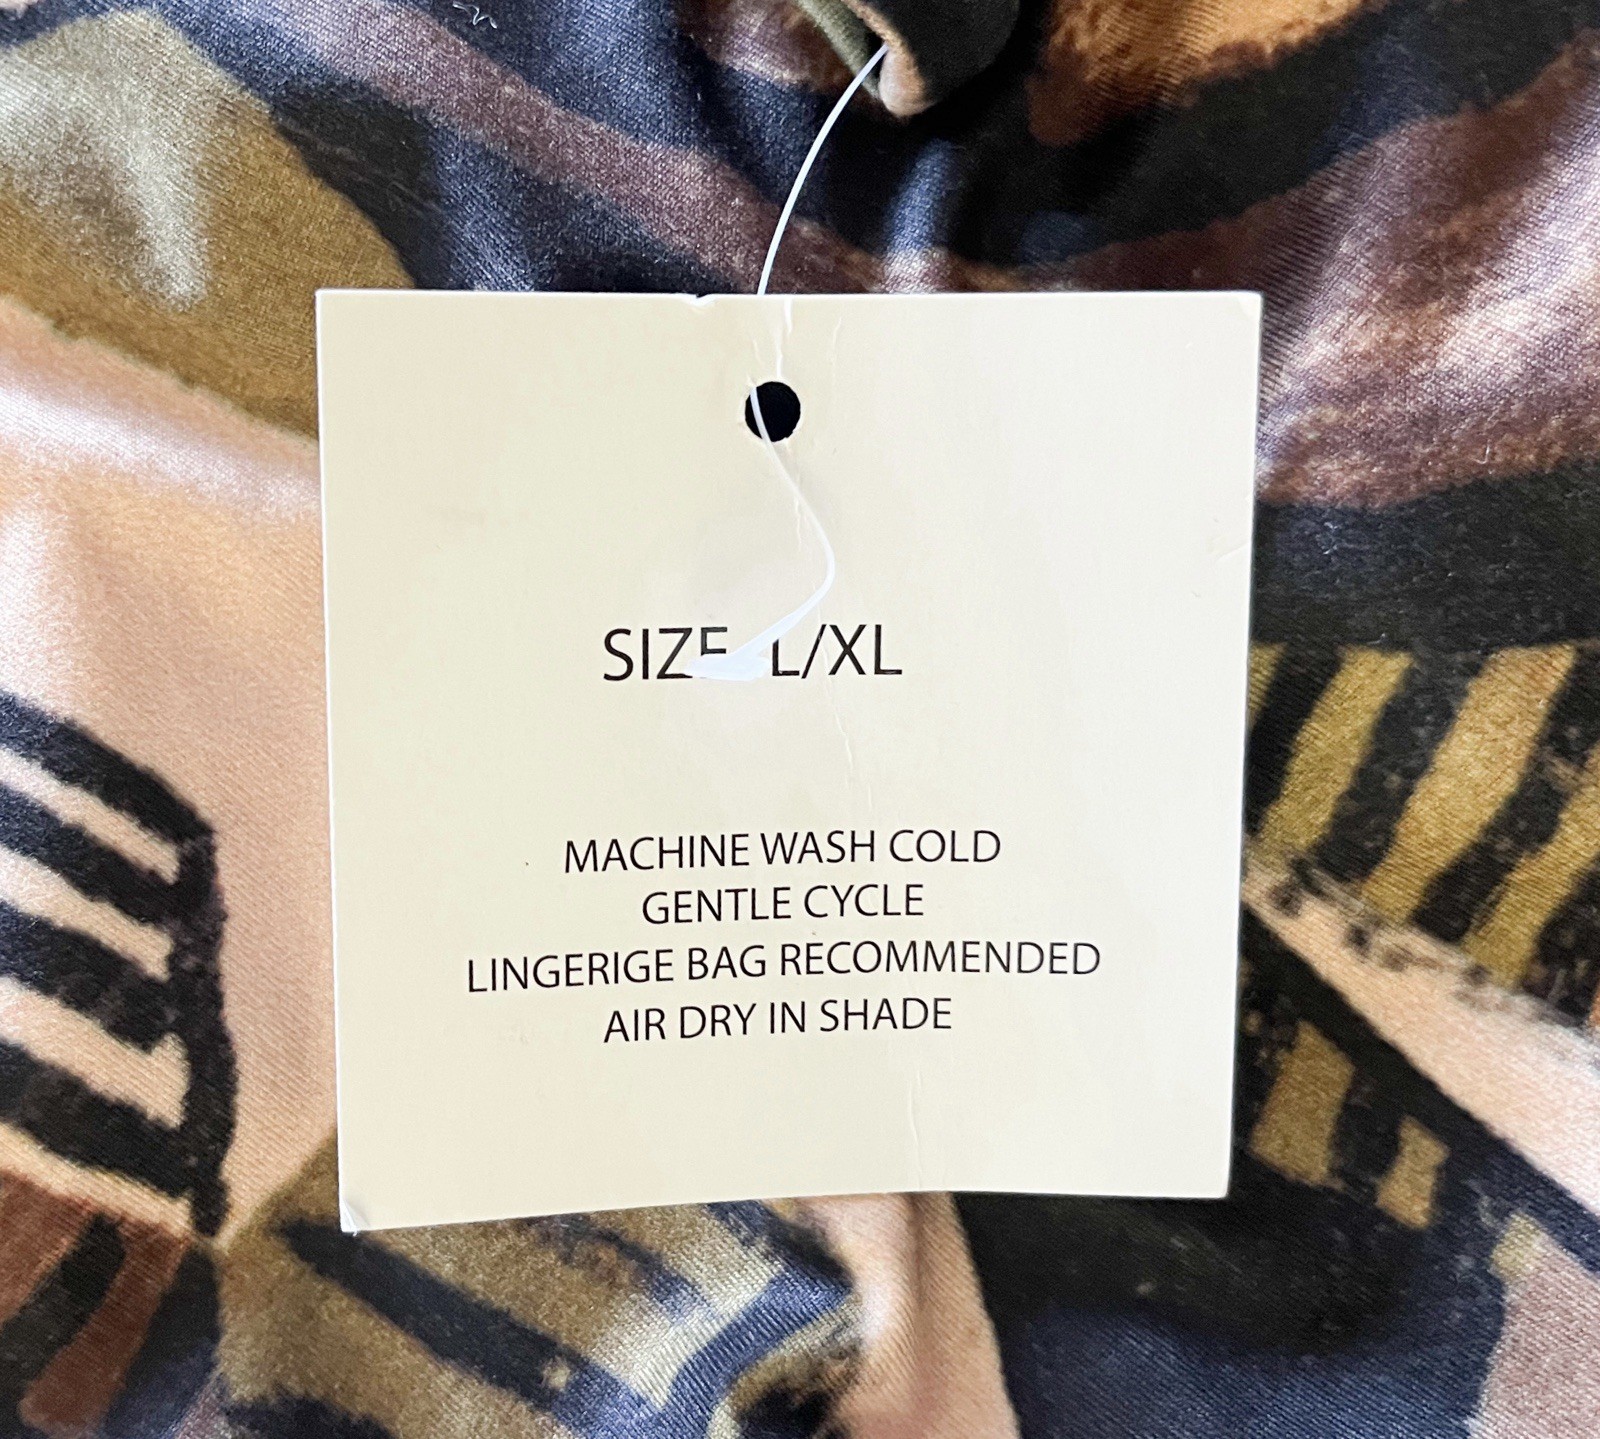 SIZE L/XL
MACHINE WASH COLD
GENTLE CYCLE
LINGERIGE BAG RECOMMENDED
AIR DRY IN SHADE